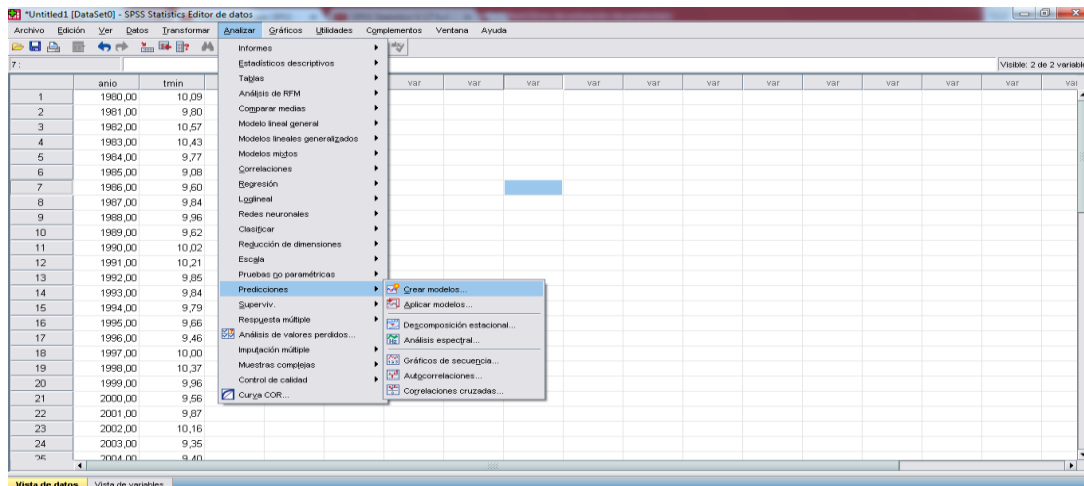 *Untitled1 [DataSet0] - SPSS Statistics Editor de datos
Archivo Edición Ver Datos Transformar Analizar Gráficos Utilidades Complementos Ventana Ayuda
7 :
Visible: 2 de 2 variable
anio tmin var var var var var var var var var var
1 1980,00 10,09
2 1981,00 9,80
3 1982,00 10,57
4 1983,00 10,43
5 1984,00 9,77
6 1985,00 9,08
7 1986,00 9,60
8 1987,00 9,84
9 1988,00 9,96
10 1989,00 9,62
11 1990,00 10,02
12 1991,00 10,21
13 1992,00 9,85
14 1993,00 9,84
15 1994,00 9,79
16 1995,00 9,66
17 1996,00 9,46
18 1997,00 10,00
19 1998,00 10,37
20 1999,00 9,96
21 2000,00 9,56
22 2001,00 9,87
23 2002,00 10,16
24 2003,00 9,35
25 2004,00 9,40
Informes
Estadísticos descriptivos
Tablas
Análisis de RFM
Comparar medias
Modelo lineal general
Modelos lineales generalizados
Modelos mixtos
Correlaciones
Regresión
Loglineal
Redes neuronales
Clasificar
Reducción de dimensiones
Escala
Pruebas no paramétricas
Predicciones
Superviv.
Respuesta múltiple
Análisis de valores perdidos...
Imputación múltiple
Muestras complejas
Control de calidad
Curva COR...
Crear modelos...
Aplicar modelos...
Descomposición estacional...
Análisis espectral...
Gráficos de secuencia...
Autocorrelaciones...
Correlaciones cruzadas...
Vista de datos Vista de variables